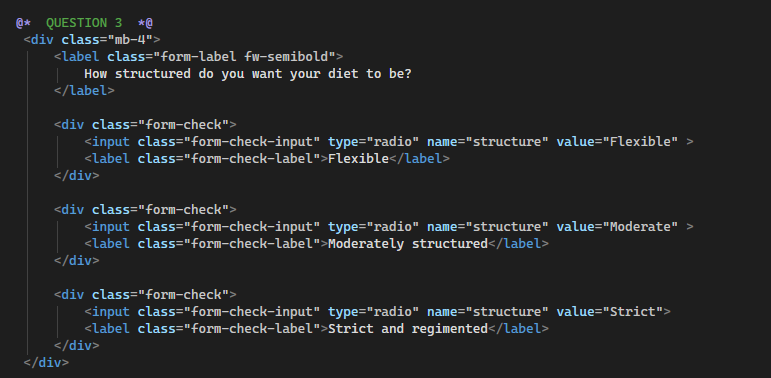 @*  QUESTION 3  *@
<div class="mb-4">
    <label class="form-label fw-semibold">
        How structured do you want your diet to be?
    </label>

    <div class="form-check">
        <input class="form-check-input" type="radio" name="structure" value="Flexible" >
        <label class="form-check-label">Flexible</label>
    </div>

    <div class="form-check">
        <input class="form-check-input" type="radio" name="structure" value="Moderate" >
        <label class="form-check-label">Moderately structured</label>
    </div>

    <div class="form-check">
        <input class="form-check-input" type="radio" name="structure" value="Strict">
        <label class="form-check-label">Strict and regimented</label>
    </div>
</div>